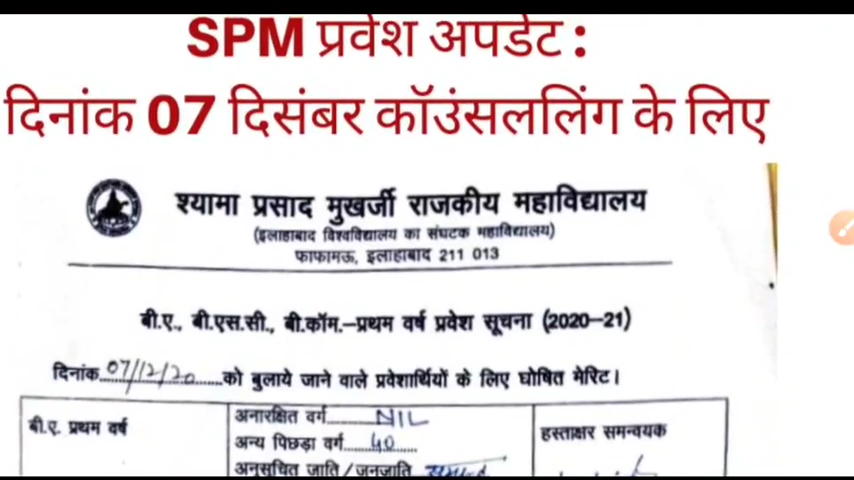 SPM प्रवेश अपडेट :
दिनांक 07 दिसंबर कॉउंसललिंग के लिए
श्यामा प्रसाद मुखर्जी राजकीय महाविद्यालय
(इलाहाबाद विश्वविद्यालय का संघटक महाविद्यालय)
फाफामऊ, इलाहाबाद 211 013
बी.ए., बी.एस.सी., बी.कॉम.–प्रथम वर्ष प्रवेश सूचना (2020–21)
दिनांक 07/12/20 को बुलाये जाने वाले प्रवेशार्थियों के लिए घोषित मेरिट।
बी.ए. प्रथम वर्ष
अनारक्षित वर्ग NIL
अन्य पिछड़ा वर्ग 40
अनुसूचित जाति/जनजाति
हस्ताक्षर समन्वयक